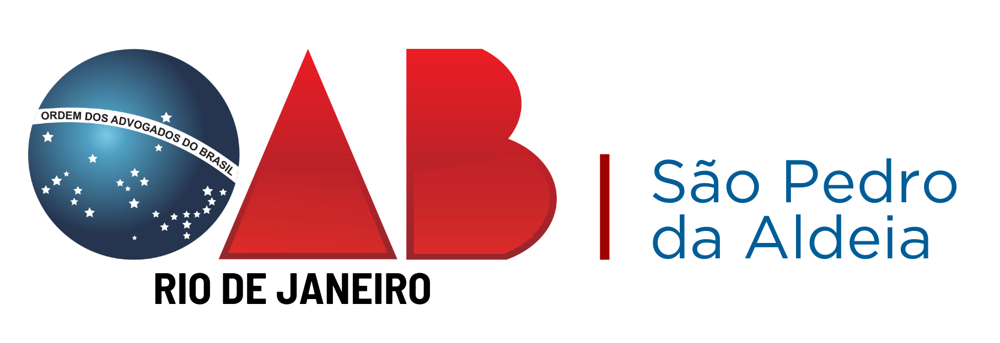 ORDEM DOS ADVOGADOS DO BRASIL
OAB
RIO DE JANEIRO
São Pedro
da Aldeia